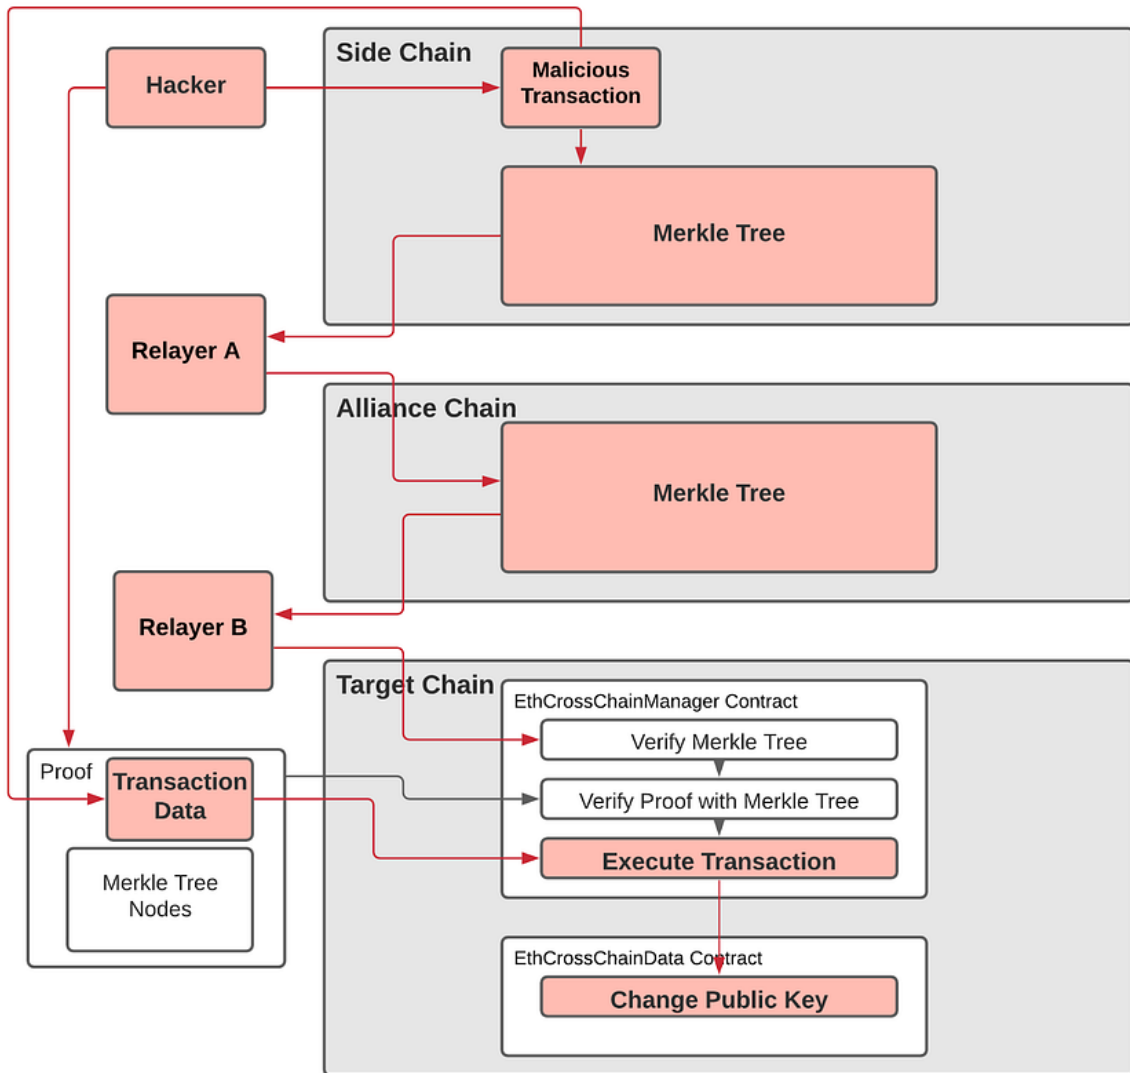 Side Chain
Hacker
Malicious
Transaction
Merkle Tree
Relayer A
Alliance Chain
Merkle Tree
Relayer B
Target Chain
EthCrossChainManager Contract
Verify Merkle Tree
Proof
Transaction
Data
Verify Proof with Merkle Tree
Execute Transaction
Merkle Tree
Nodes
EthCrossChainData Contract
Change Public Key